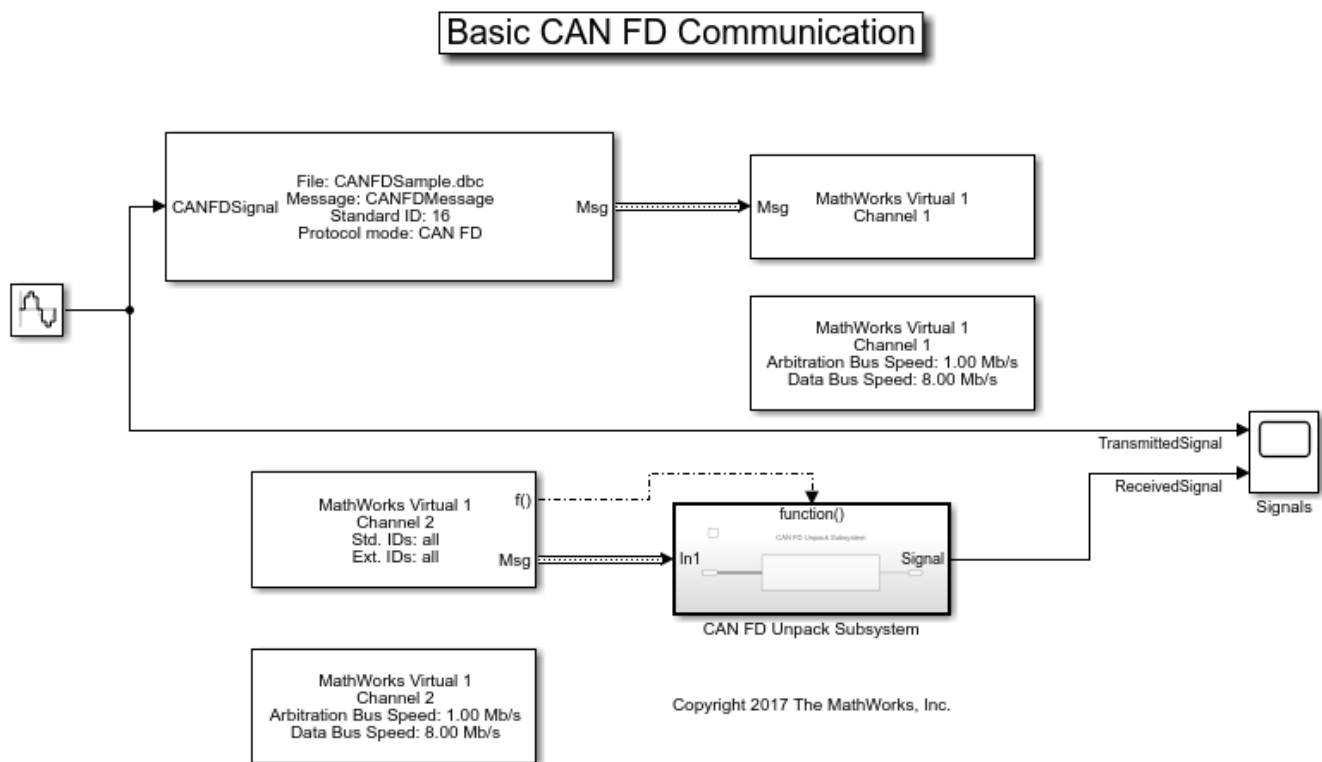 Basic CAN FD Communication
CANFDSignal
File: CANFDSample.dbc
Message: CANFDMessage
Standard ID: 16
Protocol mode: CAN FD
Msg
Msg
MathWorks Virtual 1
Channel 1
MathWorks Virtual 1
Channel 1
Arbitration Bus Speed: 1.00 Mb/s
Data Bus Speed: 8.00 Mb/s
TransmittedSignal
ReceivedSignal
Signals
MathWorks Virtual 1
Channel 2
Std. IDs: all
Ext. IDs: all
f()
Msg
function()
CAN FD Unpack Subsystem
In1
Signal
CAN FD Unpack Subsystem
MathWorks Virtual 1
Channel 2
Arbitration Bus Speed: 1.00 Mb/s
Data Bus Speed: 8.00 Mb/s
Copyright 2017 The MathWorks, Inc.